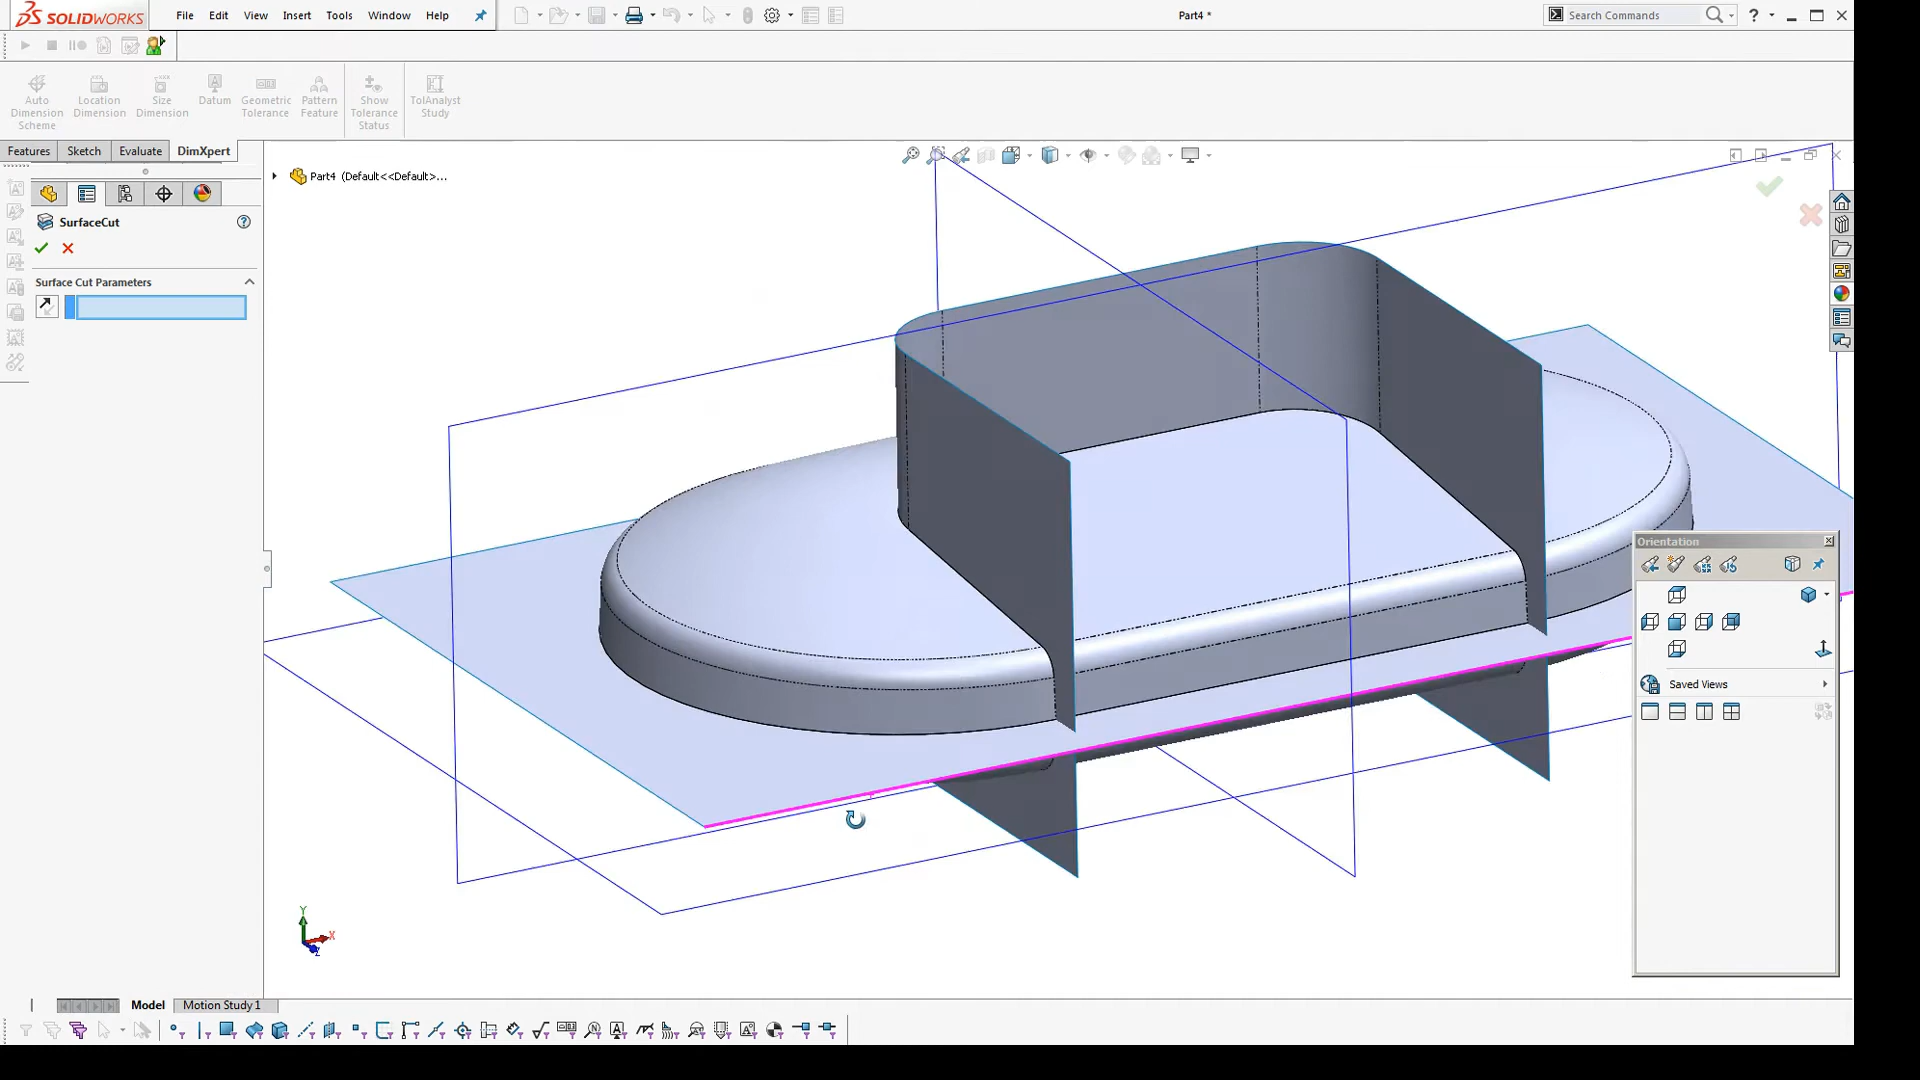 SOLIDWORKS File Edit View Insert Tools Window Help Part4 * Search Commands ?
Auto Dimension Scheme
Location Dimension
Size Dimension
Datum
Geometric Tolerance
Pattern Feature
Show Tolerance Status
TolAnalyst Study
Features Sketch Evaluate DimXpert
Part4 (Default<<Default>...
SurfaceCut ?
Surface Cut Parameters
Orientation
Saved Views
Y
X
Z
Model Motion Study 1